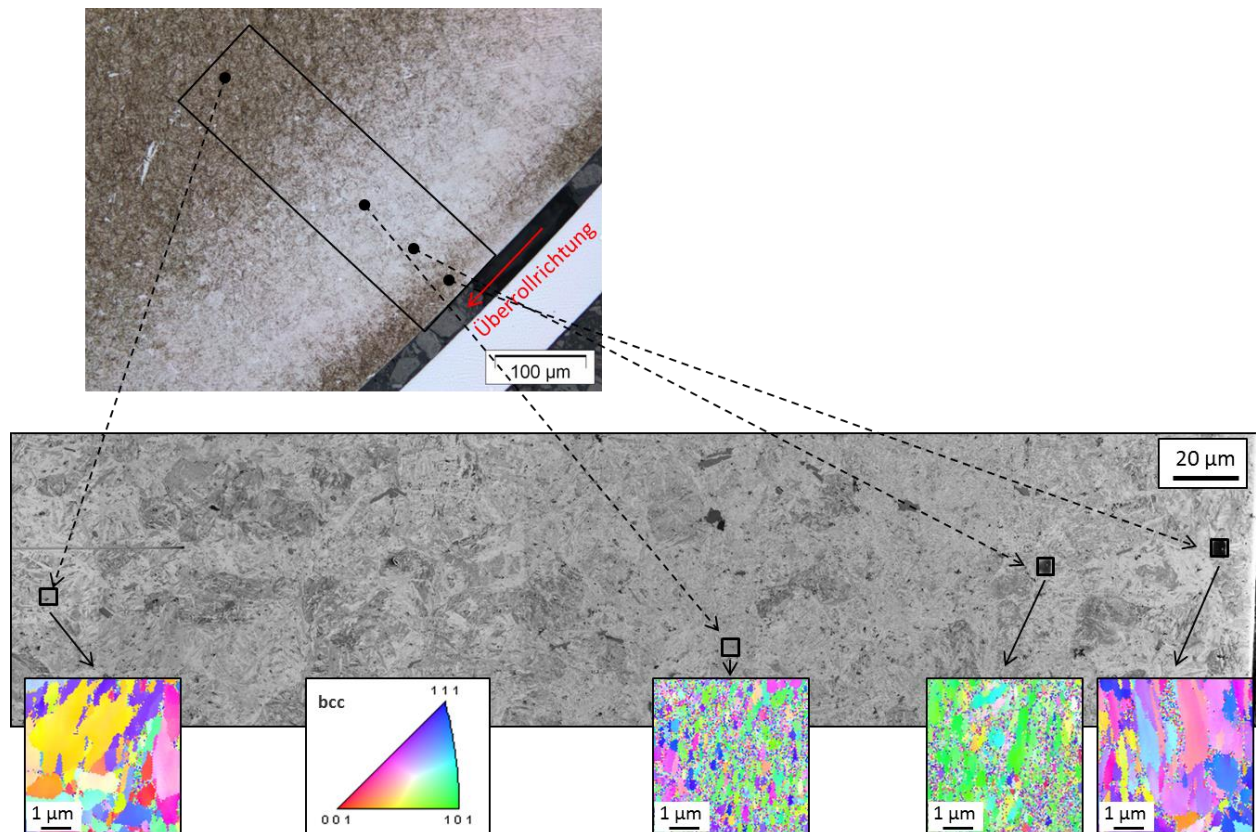 Überrollrichtung
100 µm
20 µm
bcc
1 1 1
0 0 1
1 0 1
1 µm
1 µm
1 µm
1 µm